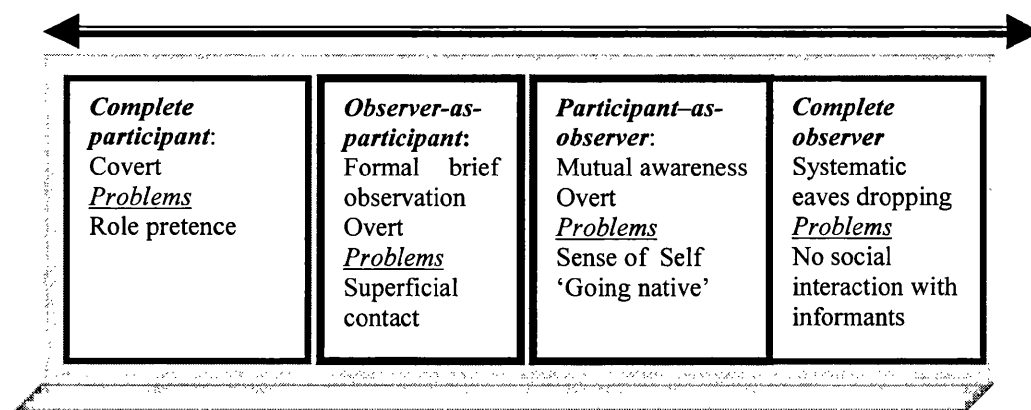 Complete
participant:
Covert
Problems
Role pretence
Observer-as-
participant:
Formal brief
observation
Overt
Problems
Superficial
contact
Participant–as-
observer:
Mutual awareness
Overt
Problems
Sense of Self
‘Going native’
Complete
observer
Systematic
eaves dropping
Problems
No social
interaction with
informants